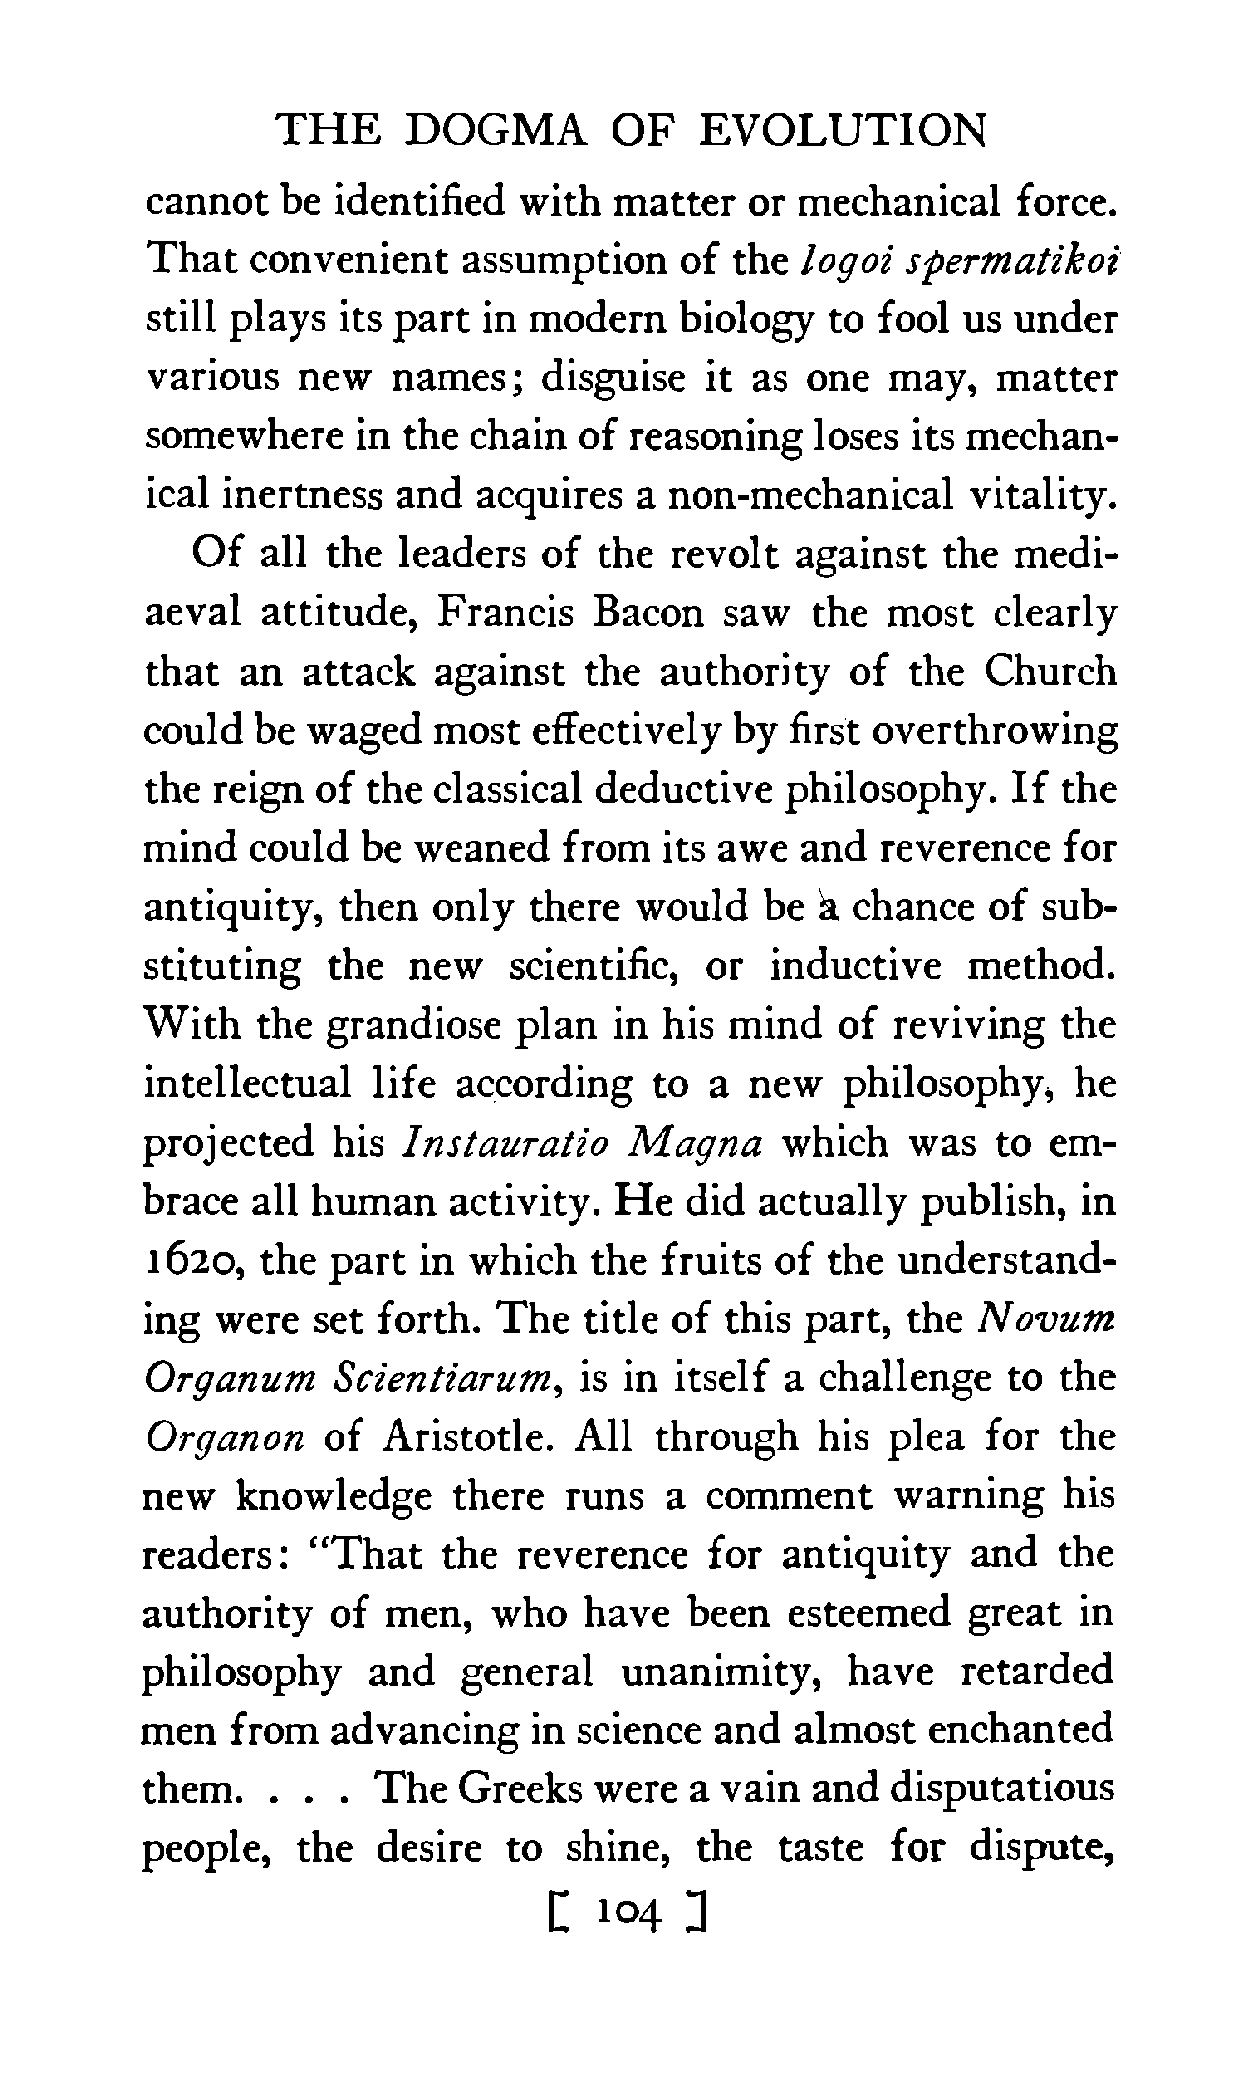 THE DOGMA OF EVOLUTION
cannot be identified with matter or mechanical force.
That convenient assumption of the logoi spermatikoi
still plays its part in modern biology to fool us under
various new names; disguise it as one may, matter
somewhere in the chain of reasoning loses its mechan-
ical inertness and acquires a non-mechanical vitality.
Of all the leaders of the revolt against the medi-
aeval attitude, Francis Bacon saw the most clearly
that an attack against the authority of the Church
could be waged most effectively by first overthrowing
the reign of the classical deductive philosophy. If the
mind could be weaned from its awe and reverence for
antiquity, then only there would be a chance of sub-
stituting the new scientific, or inductive method.
With the grandiose plan in his mind of reviving the
intellectual life according to a new philosophy, he
projected his Instauratio Magna which was to em-
brace all human activity. He did actually publish, in
1620, the part in which the fruits of the understand-
ing were set forth. The title of this part, the Novum
Organum Scientiarum, is in itself a challenge to the
Organon of Aristotle. All through his plea for the
new knowledge there runs a comment warning his
readers: "That the reverence for antiquity and the
authority of men, who have been esteemed great in
philosophy and general unanimity, have retarded
men from advancing in science and almost enchanted
them. . . . The Greeks were a vain and disputatious
people, the desire to shine, the taste for dispute,
[ 104 ]